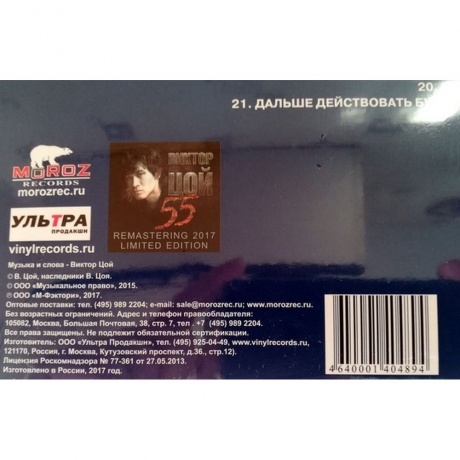 20.
21. ДАЛЬШЕ ДЕЙСТВОВАТЬ
MOROZ
RECORDS
morozrec.ru
УЛЬТРА
ПРОДАКШН
vinylrecords.ru
ВИКТОР
ЦОЙ
55
REMASTERING 2017
LIMITED EDITION
Музыка и слова - Виктор Цой
© В. Цой, наследники В. Цоя.
℗ ООО «Музыкальное право», 2015.
© ООО «М-Фэктори», 2017.
Оптовые поставки: тел. (495) 989 2204; e-mail: sale@morozrec.ru; www.morozrec.ru.
Без возрастных ограничений. Адрес и телефон правообладателя:
105082, Москва, Большая Почтовая, 38, стр. 7, тел . +7 (495) 989 2204.
Все права защищены. Не подлежит обязательной сертификации.
Изготовитель: ООО «Ультра Продакшн», тел. (495) 925-04-49, www.vinylrecords.ru,
121170, Россия, г. Москва, Кутузовский проспект, д.36., стр.12).
Лицензия Роскомнадзора № 77-361 от 27.05.2013.
Изготовлено в России, 2017 год.
4640001404894